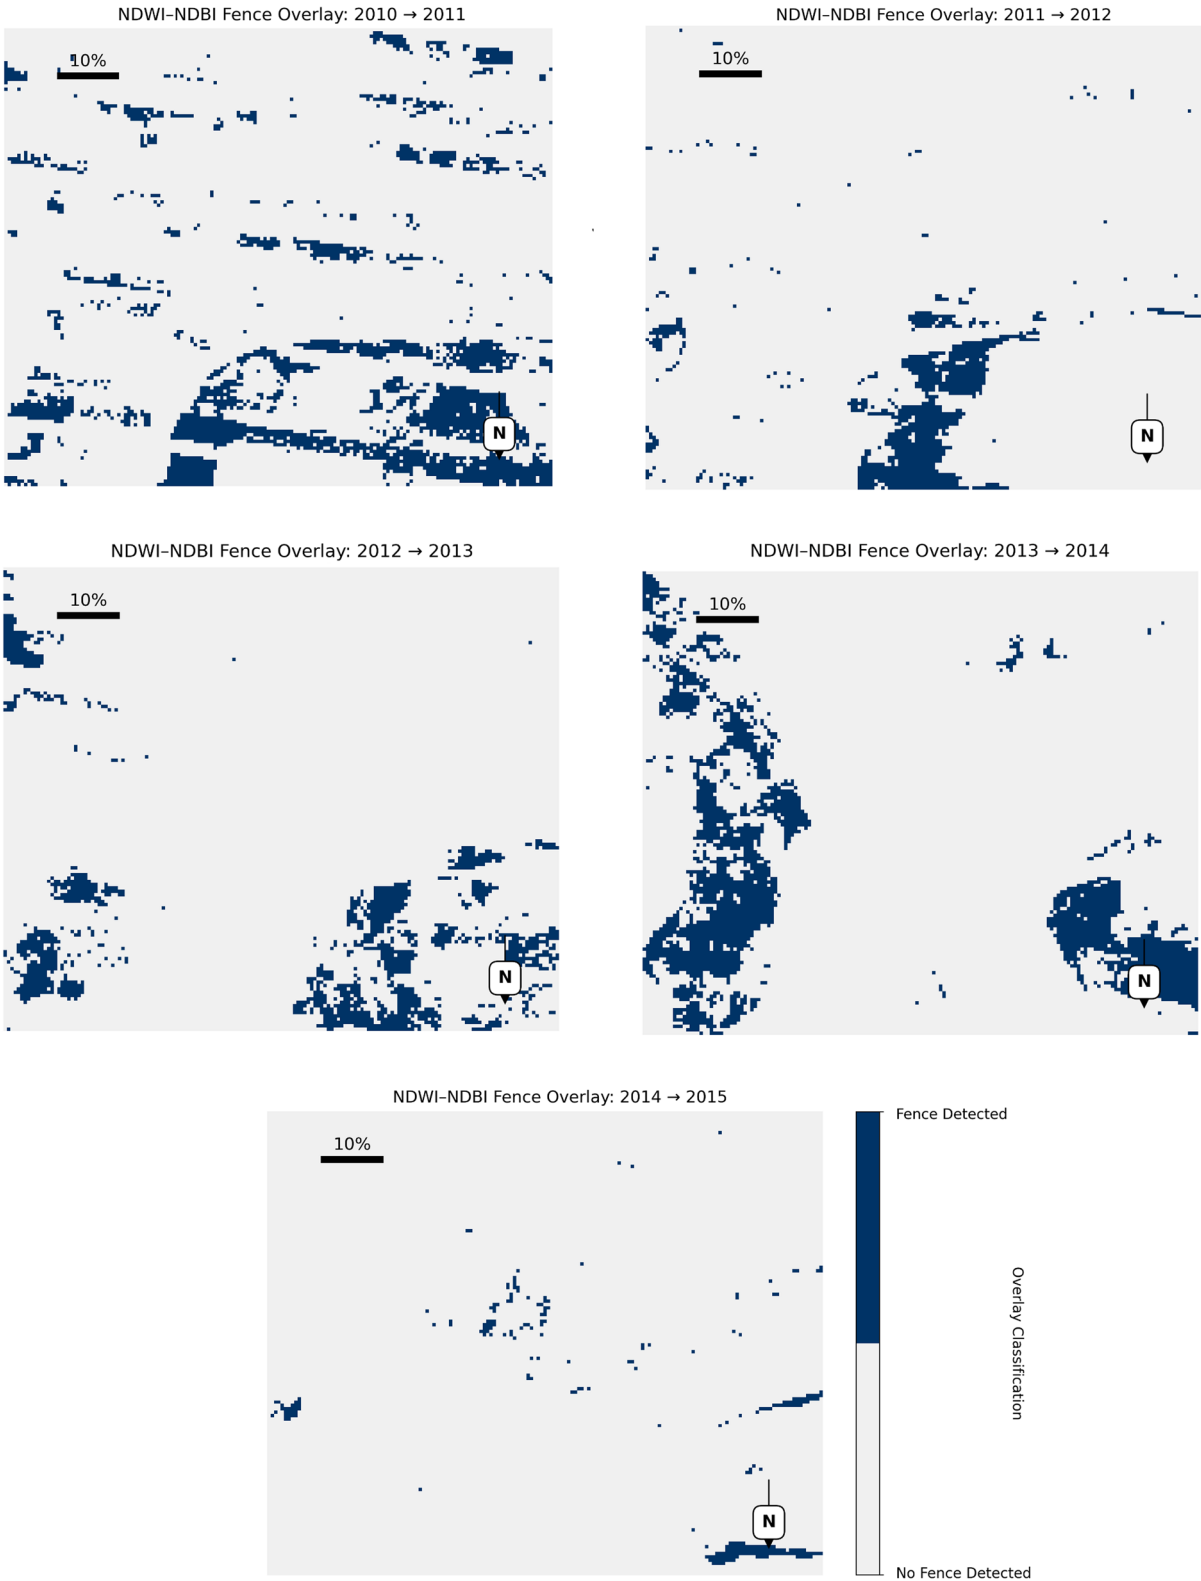 NDWI–NDBI Fence Overlay: 2010 → 2011
10%
N
NDWI–NDBI Fence Overlay: 2011 → 2012
10%
N
NDWI–NDBI Fence Overlay: 2012 → 2013
10%
N
NDWI–NDBI Fence Overlay: 2013 → 2014
10%
N
NDWI–NDBI Fence Overlay: 2014 → 2015
10%
N
Fence Detected
Overlay Classification
No Fence Detected